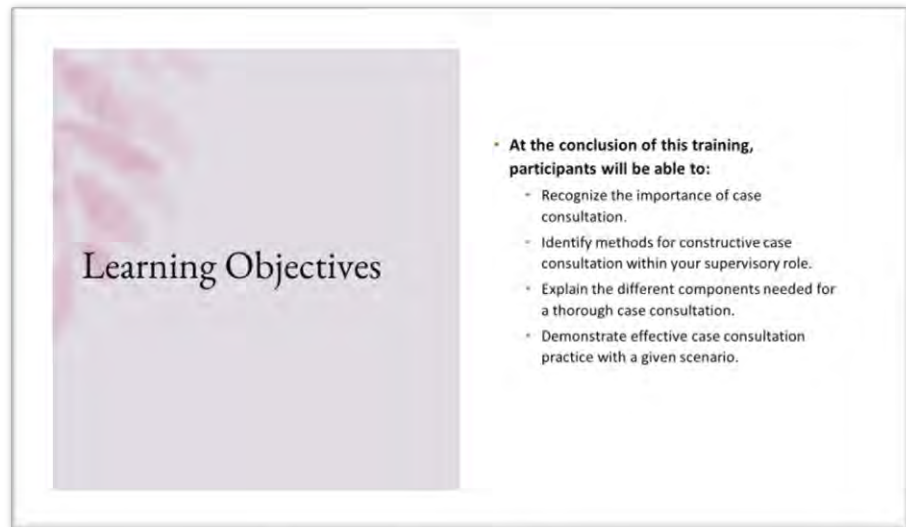 Learning Objectives
• At the conclusion of this training,
participants will be able to:
• Recognize the importance of case
consultation.
• Identify methods for constructive case
consultation within your supervisory role.
• Explain the different components needed for
a thorough case consultation.
• Demonstrate effective case consultation
practice with a given scenario.